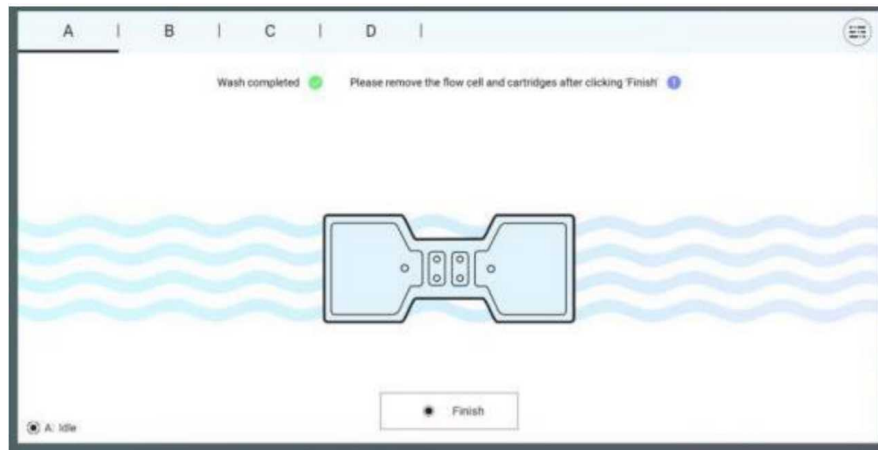 A | B | C | D |
Wash completed Please remove the flow cell and cartridges after clicking 'Finish'
Finish
A: Idle